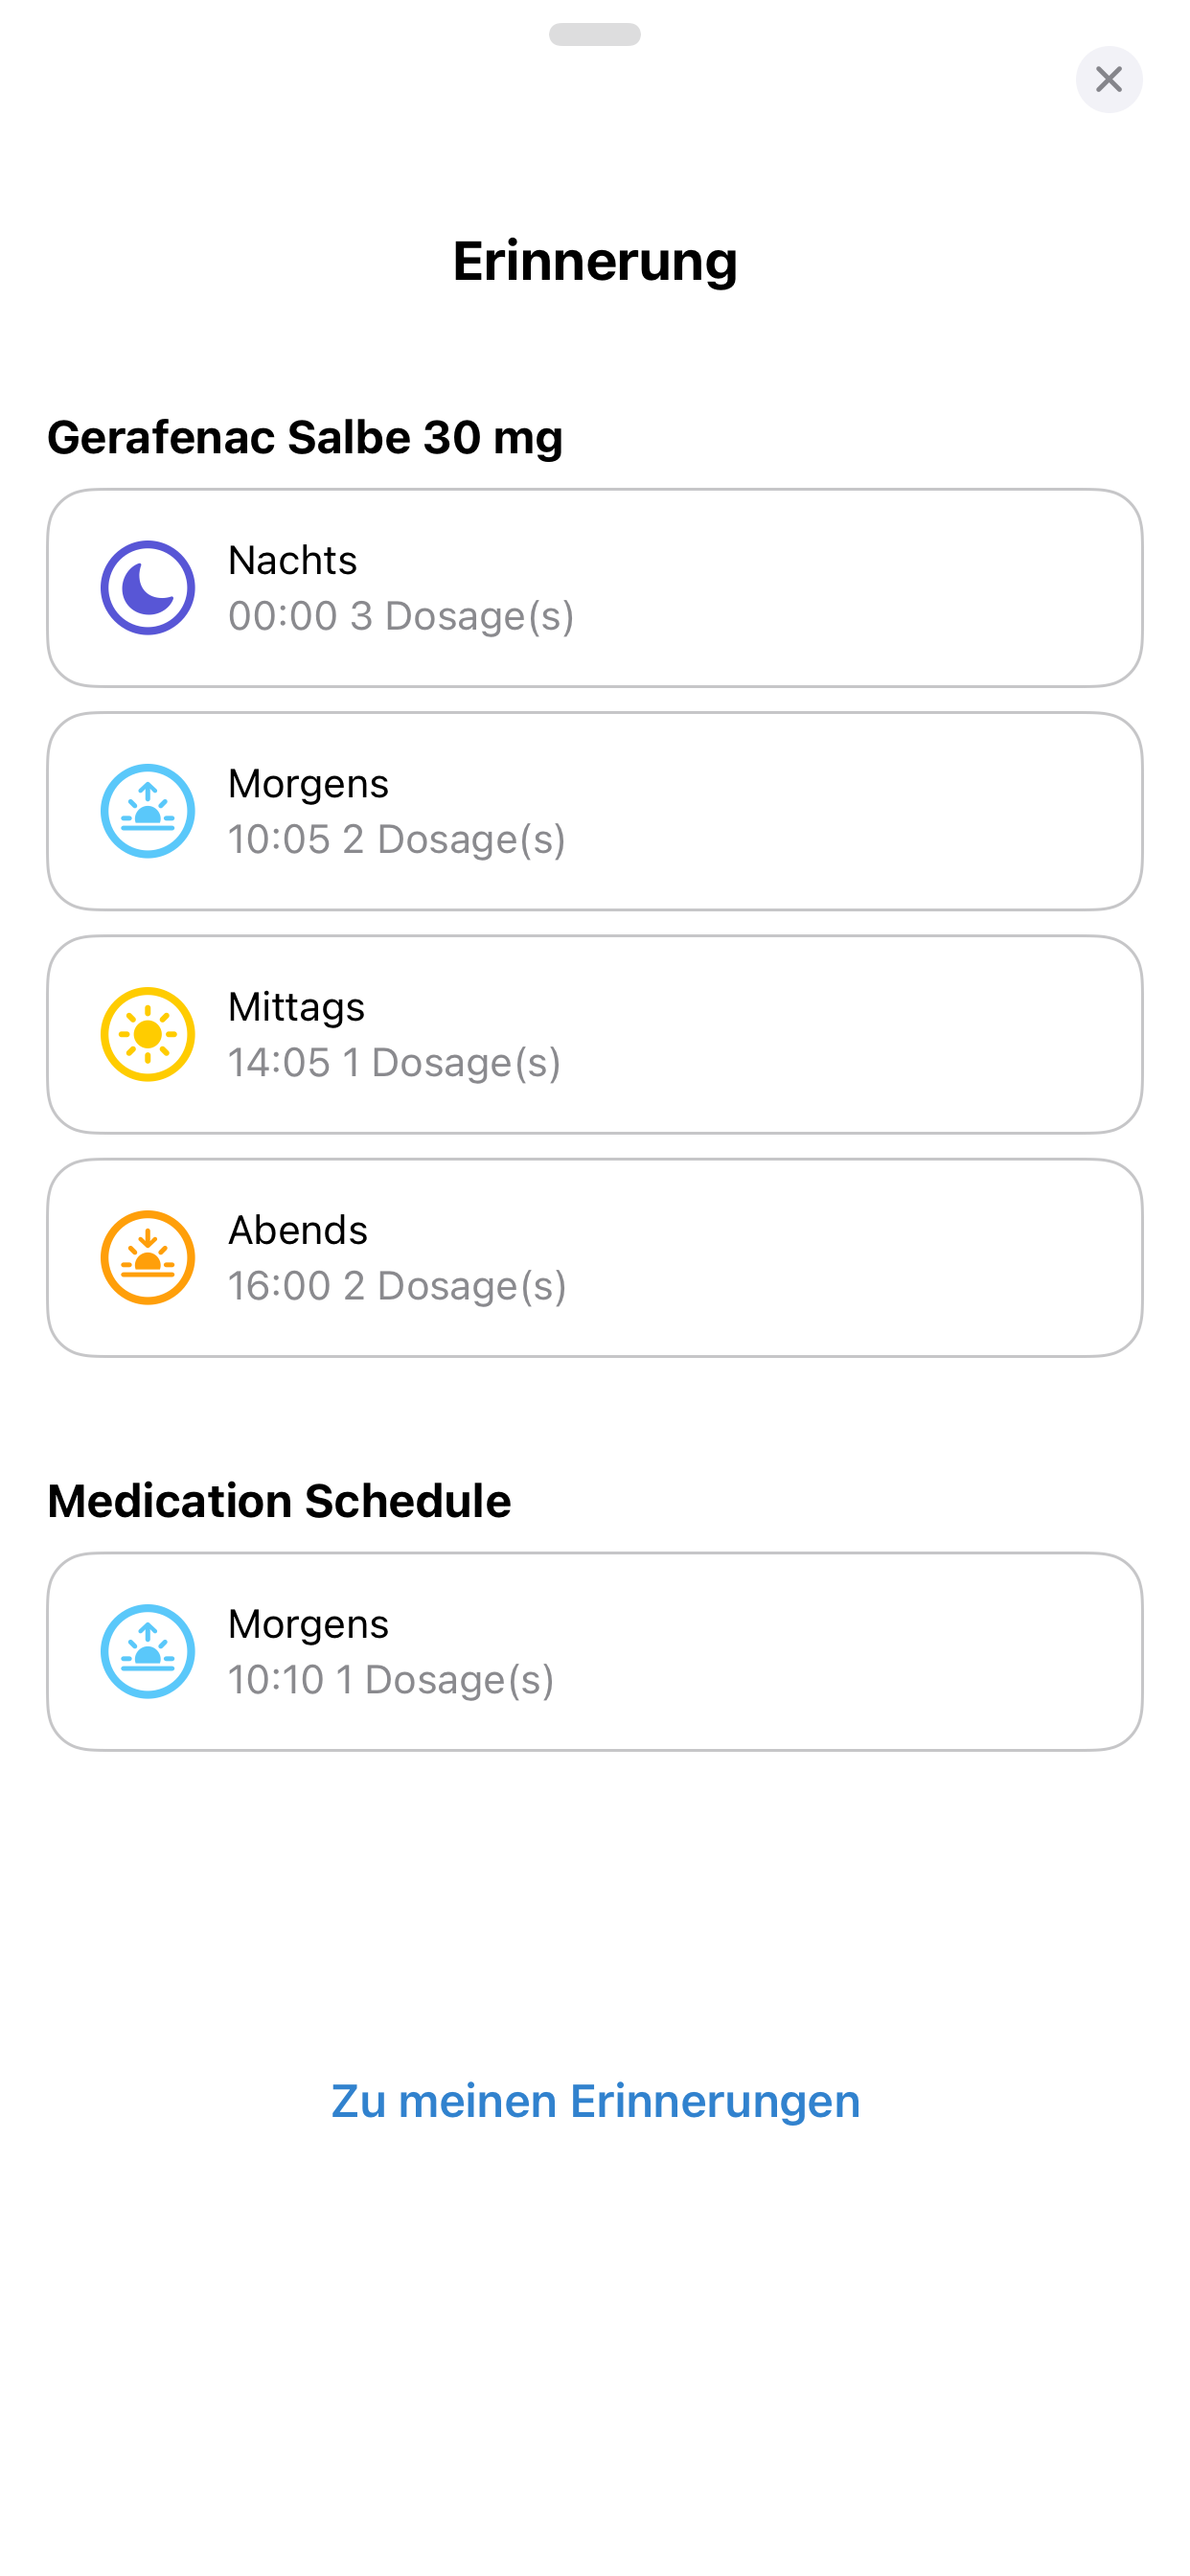 Erinnerung
Gerafenac Salbe 30 mg
Nachts
00:00 3 Dosage(s)
Morgens
10:05 2 Dosage(s)
Mittags
14:05 1 Dosage(s)
Abends
16:00 2 Dosage(s)
Medication Schedule
Morgens
10:10 1 Dosage(s)
Zu meinen Erinnerungen